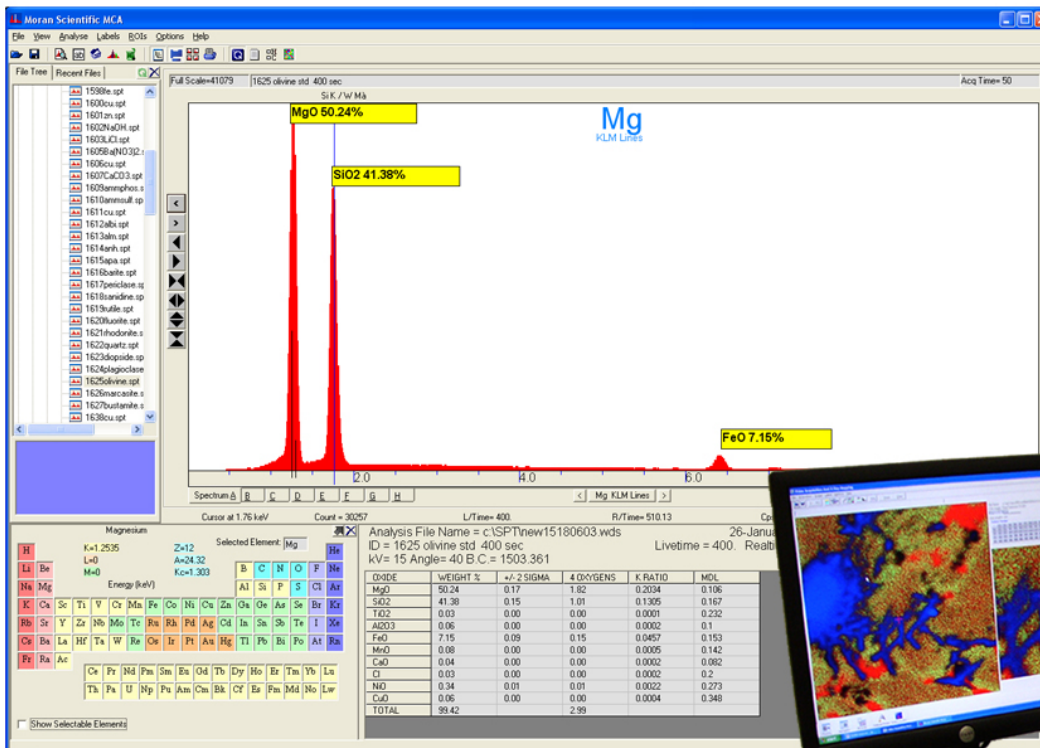 Moran Scientific MCA
File View Analyse Labels ROIs Options Help
File Tree Recent Files
Full Scale=41079 1625 olivine std 400 sec Acq Time= 50
1598fe.spt
1600cu.spt
1601zn.spt
1602NaOH.spt
1603LiCl.spt
1605Ba(NO3)2.s
1606cu.spt
1607CaCO3.spt
1609ammphos.s
1610ammsulf.sp
1611cu.spt
1612albi.spt
1613alm.spt
1614anh.spt
1615apa.spt
1616barite.spt
1617periclase.sp
1618sanidine.sp
1619rutile.spt
1620fluorite.spt
1621rhodonite.s
1622quartz.spt
1623diopside.sp
1624plagioclase
1625olivine.spt
1626marcasite.s
1627bustamite.s
1638cu.spt
Si K / W Ma
MgO 50.24%
Mg
KLM Lines
SiO2 41.38%
FeO 7.15%
2.0 4.0 6.0
Spectrum A B C D E F G H < Mg KLM Lines >
Cursor at 1.76 keV Count = 30257 L/Time= 400. R/Time= 510.13
Magnesium
K=1.2535 Z=12 Selected Element: Mg
L=0 A=24.32
M=0 Kc=1.303
Energy (keV)
H He
Li Be B C N O F Ne
Na Mg Al Si P S Cl Ar
K Ca Sc Ti V Cr Mn Fe Co Ni Cu Zn Ga Ge As Se Br Kr
Rb Sr Y Zr Nb Mo Tc Ru Rh Pd Ag Cd In Sn Sb Te I Xe
Cs Ba La Hf Ta W Re Os Ir Pt Au Hg Tl Pb Bi Po At Rn
Fr Ra Ac
Ce Pr Nd Pm Sm Eu Gd Tb Dy Ho Er Tm Yb Lu
Th Pa U Np Pu Am Cm Bk Cf Es Fm Md No Lw
Show Selectable Elements
Analysis File Name = c:\SPT\new15180603.wds 26-Janua
ID = 1625 olivine std 400 sec Livetime = 400. Realti
kV= 15 Angle= 40 B.C.= 1503.361
OXIDE WEIGHT % +/- 2 SIGMA 4 OXYGENS K RATIO MDL
MgO 50.24 0.17 1.82 0.2034 0.106
SiO2 41.38 0.15 1.01 0.1305 0.167
TiO2 0.03 0.00 0.00 0.0001 0.232
Al2O3 0.06 0.00 0.00 0.0002 0.1
FeO 7.15 0.09 0.15 0.0457 0.153
MnO 0.08 0.00 0.00 0.0005 0.142
CaO 0.04 0.00 0.00 0.0002 0.082
Cl 0.03 0.00 0.00 0.0002 0.2
NiO 0.34 0.01 0.01 0.0022 0.273
CuO 0.06 0.00 0.00 0.0004 0.348
TOTAL 99.42 2.99